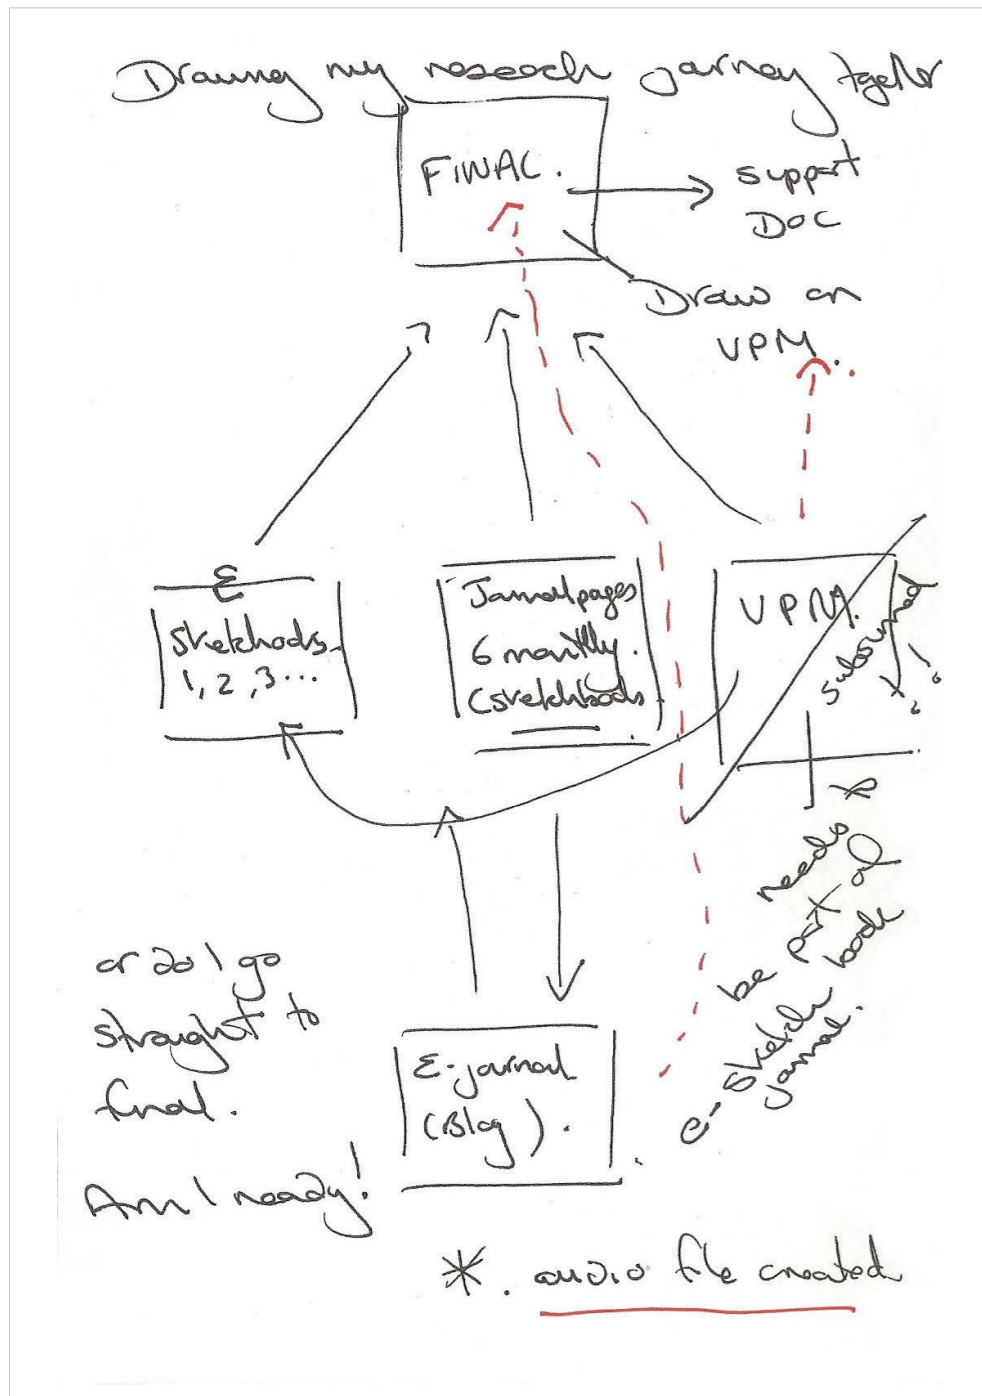 Drawing my research journey together
FINAL.
support
DOC
Draw on
VPM.
E
Sketchbooks.
1, 2, 3...
Journal pages
6 monthly.
(sketchbooks.
VPM.
subsumed
needs to
be part of
e-sketch book
journal.
E-journal
(Blog).
or do I go
straight to
final.
Am I ready!
*. audio file created